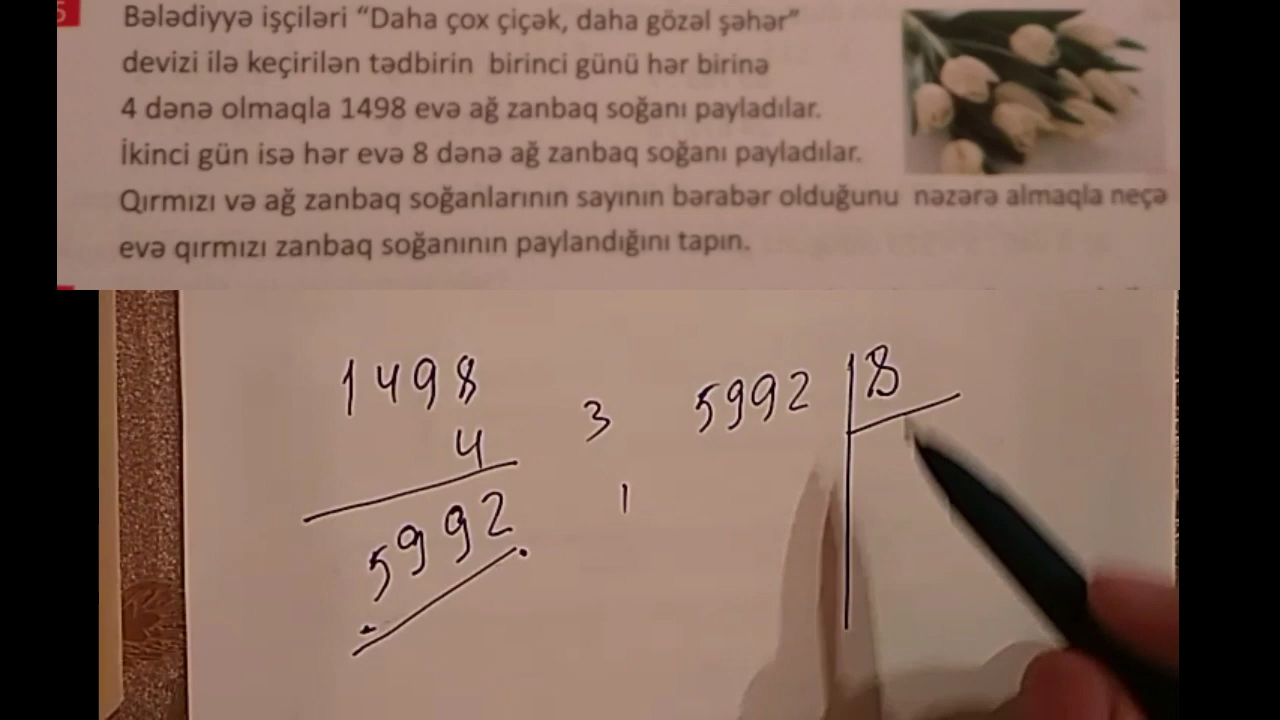 5
Bələdiyyə işçiləri “Daha çox çiçək, daha gözəl şəhər”
devizi ilə keçirilən tədbirin birinci günü hər birinə
4 dənə olmaqla 1498 evə ağ zanbaq soğanı payladılar.
İkinci gün isə hər evə 8 dənə ağ zanbaq soğanı payladılar.
Qırmızı və ağ zanbaq soğanlarının sayının bərabər olduğunu nəzərə almaqla neçə
evə qırmızı zanbaq soğanının paylandığını tapın.
1498
4
5992
3
1
5992 8